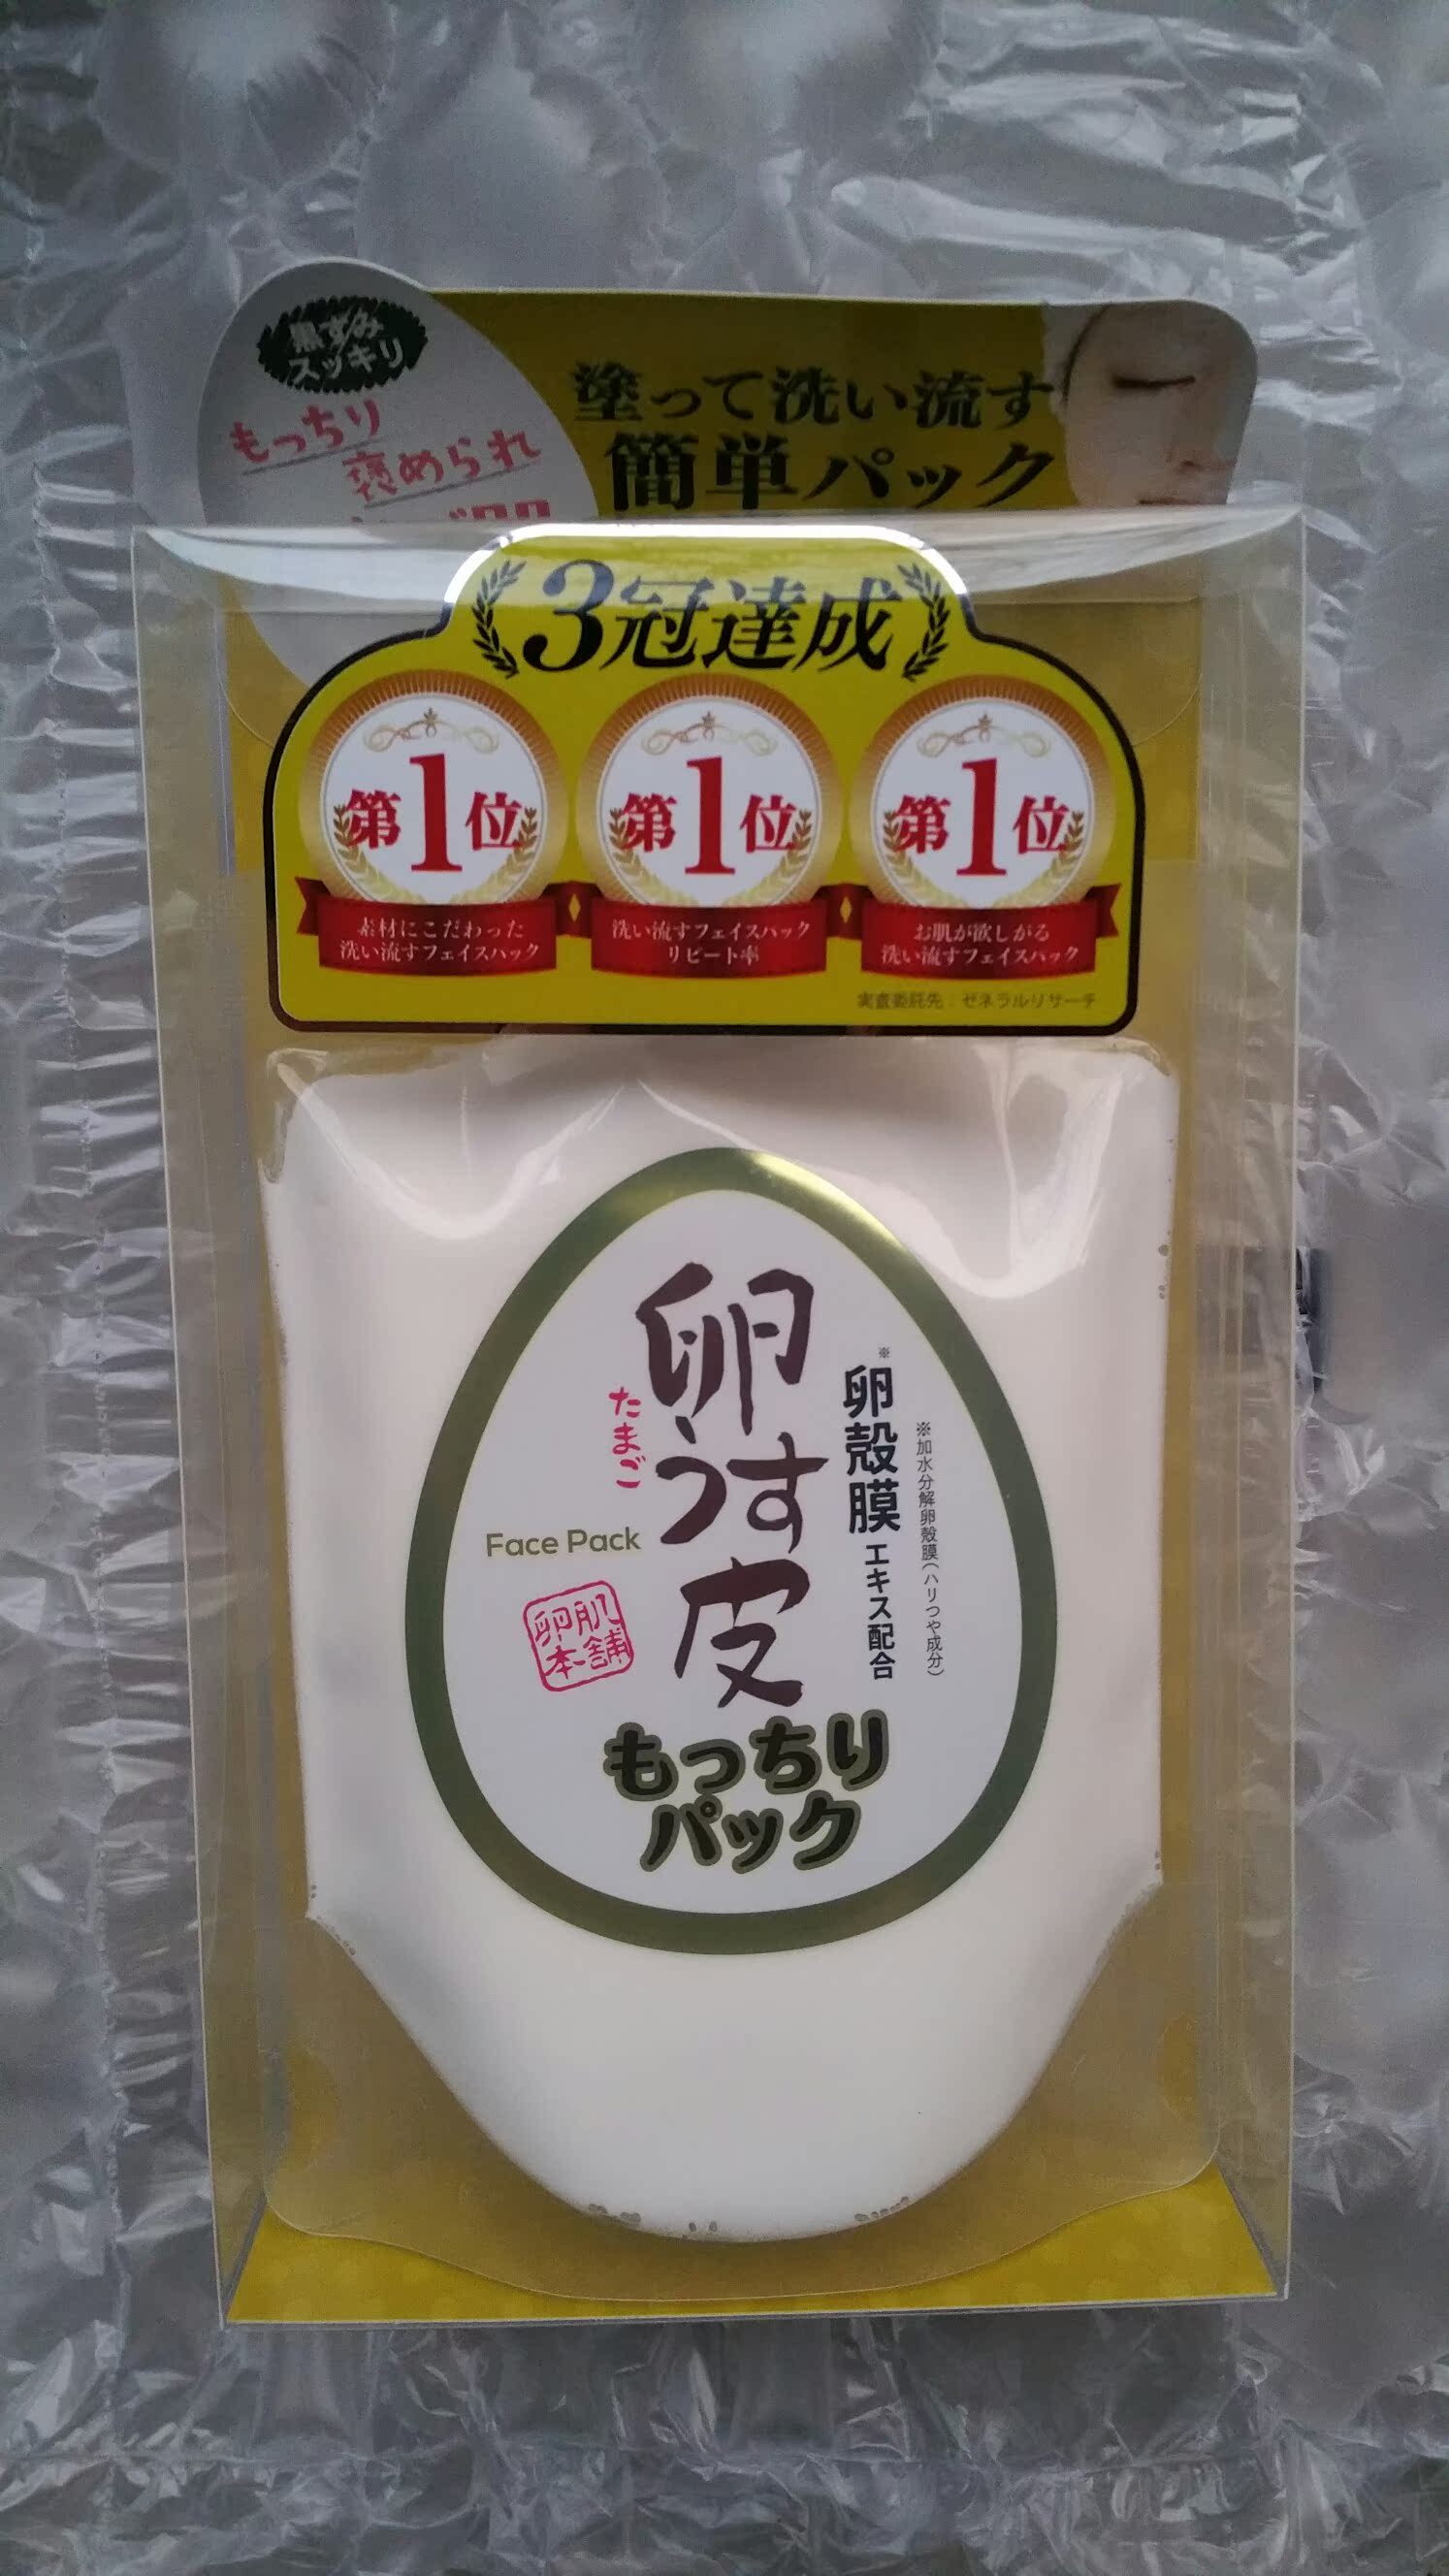 黒ずみ
スッキリ
もっちり
褒められ
塗って洗い流す
簡単パック
3冠達成
第1位
素材にこだわった
洗い流すフェイスパック
第1位
洗い流すフェイスパック
リピート率
第1位
お肌が欲しがる
洗い流すフェイスパック
実査委託先：ゼネラルリサーチ
卵うす皮
たまご
※
卵殻膜エキス配合
※加水分解卵殻膜(ハリつや成分)
Face Pack
卵肌
本舗
もっちり
パック